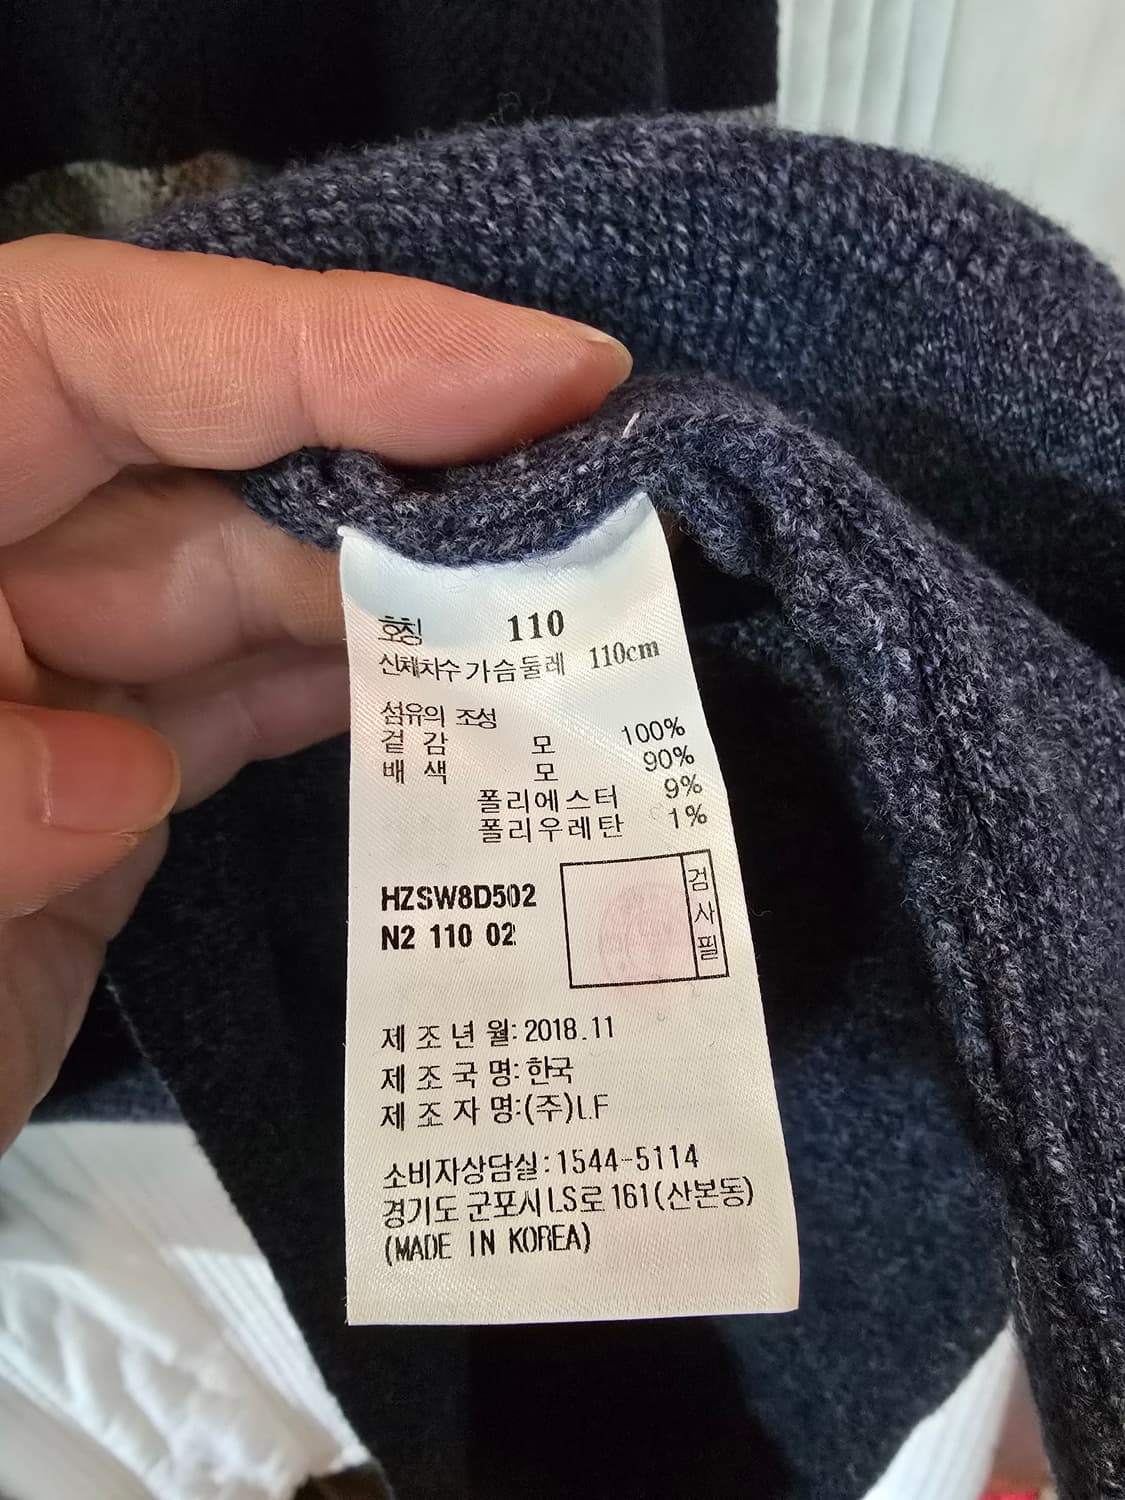 호칭 110
신체치수 가슴둘레 110cm
섬유의 조성
겉 감 모 100%
배 색 모 90%
폴리에스터 9%
폴리우레탄 1%
HZSW8D502
N2 110 02
검사필
제 조 년 월: 2018.11
제 조 국 명: 한국
제 조 자 명:(주)LF
소비자상담실:1544-5114
경기도 군포시 LS로 161(산본동)
(MADE IN KOREA)